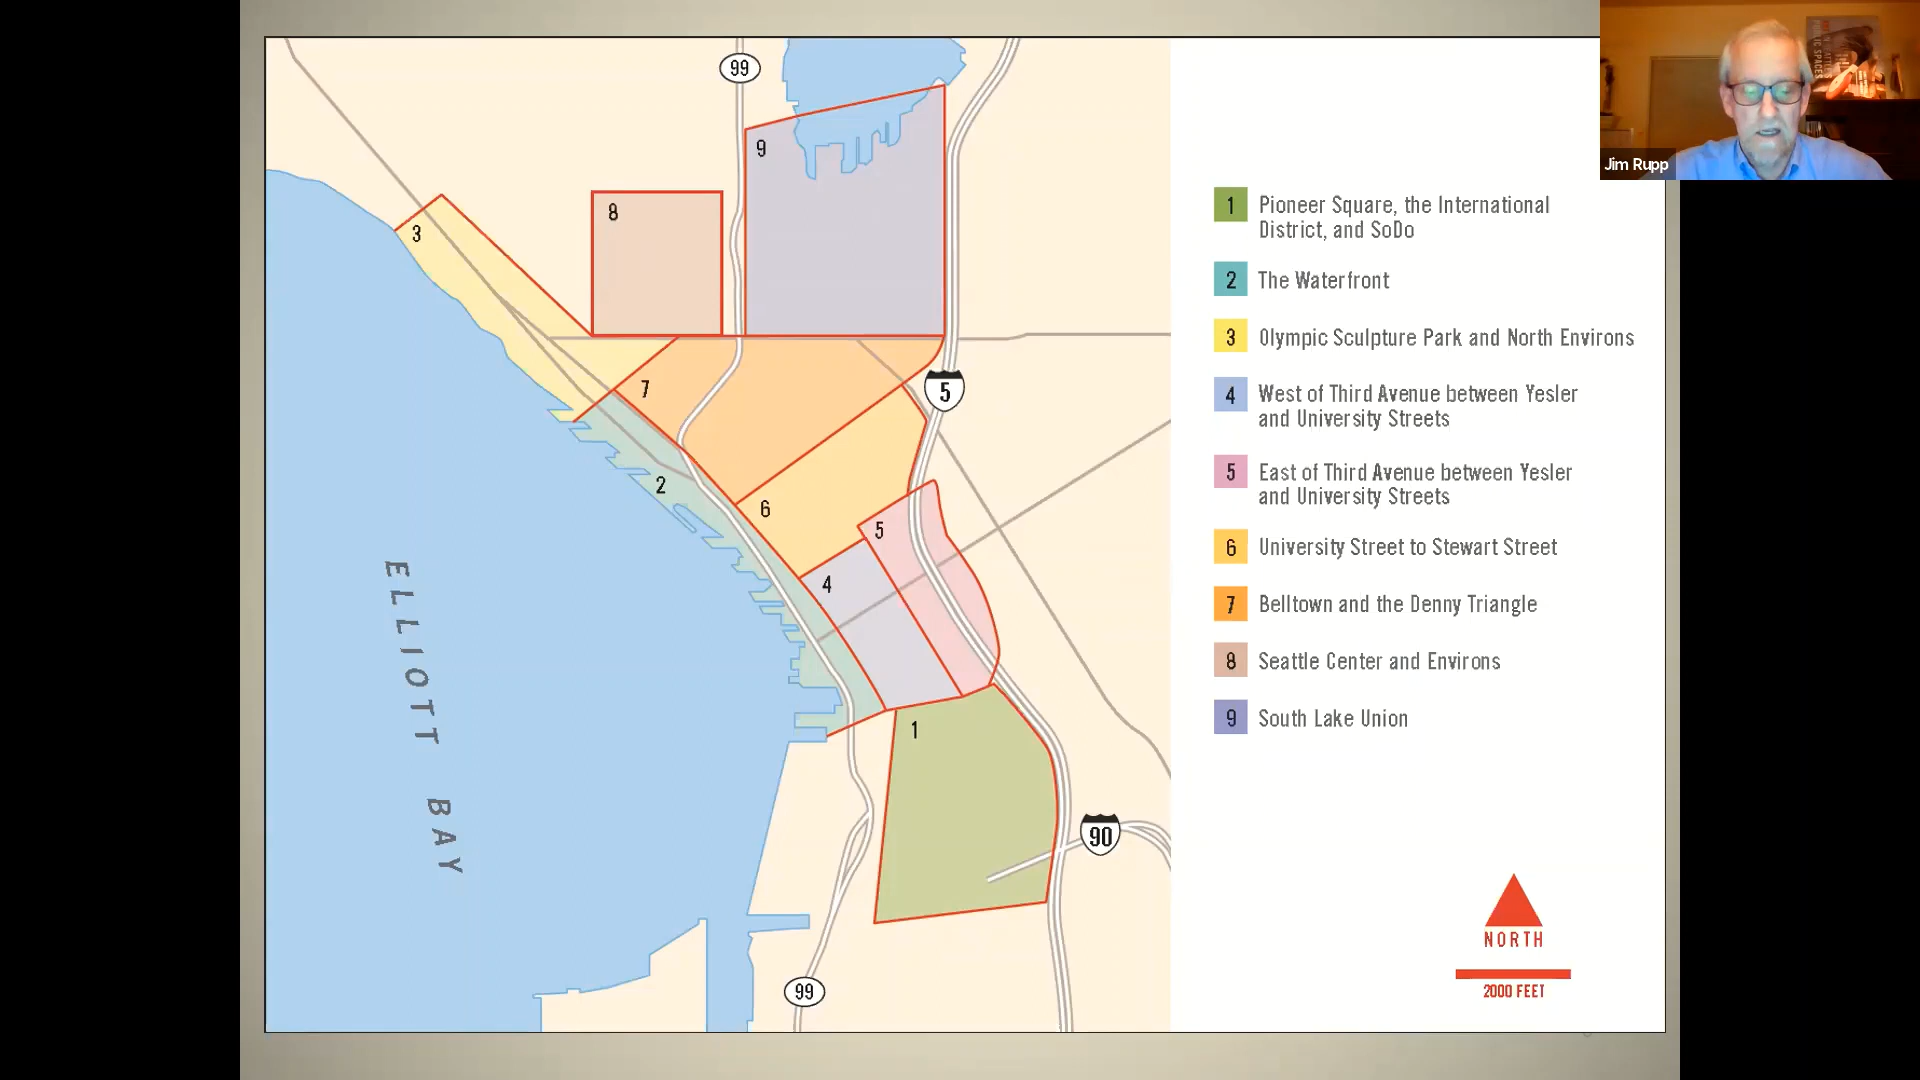 99
9
8
3
7
5
6
2
5
4
1
90
99
ELLIOTT BAY
1 Pioneer Square, the International
District, and SoDo
2 The Waterfront
3 Olympic Sculpture Park and North Environs
4 West of Third Avenue between Yesler
and University Streets
5 East of Third Avenue between Yesler
and University Streets
6 University Street to Stewart Street
7 Belltown and the Denny Triangle
8 Seattle Center and Environs
9 South Lake Union
NORTH
2000 FEET
Jim Rupp